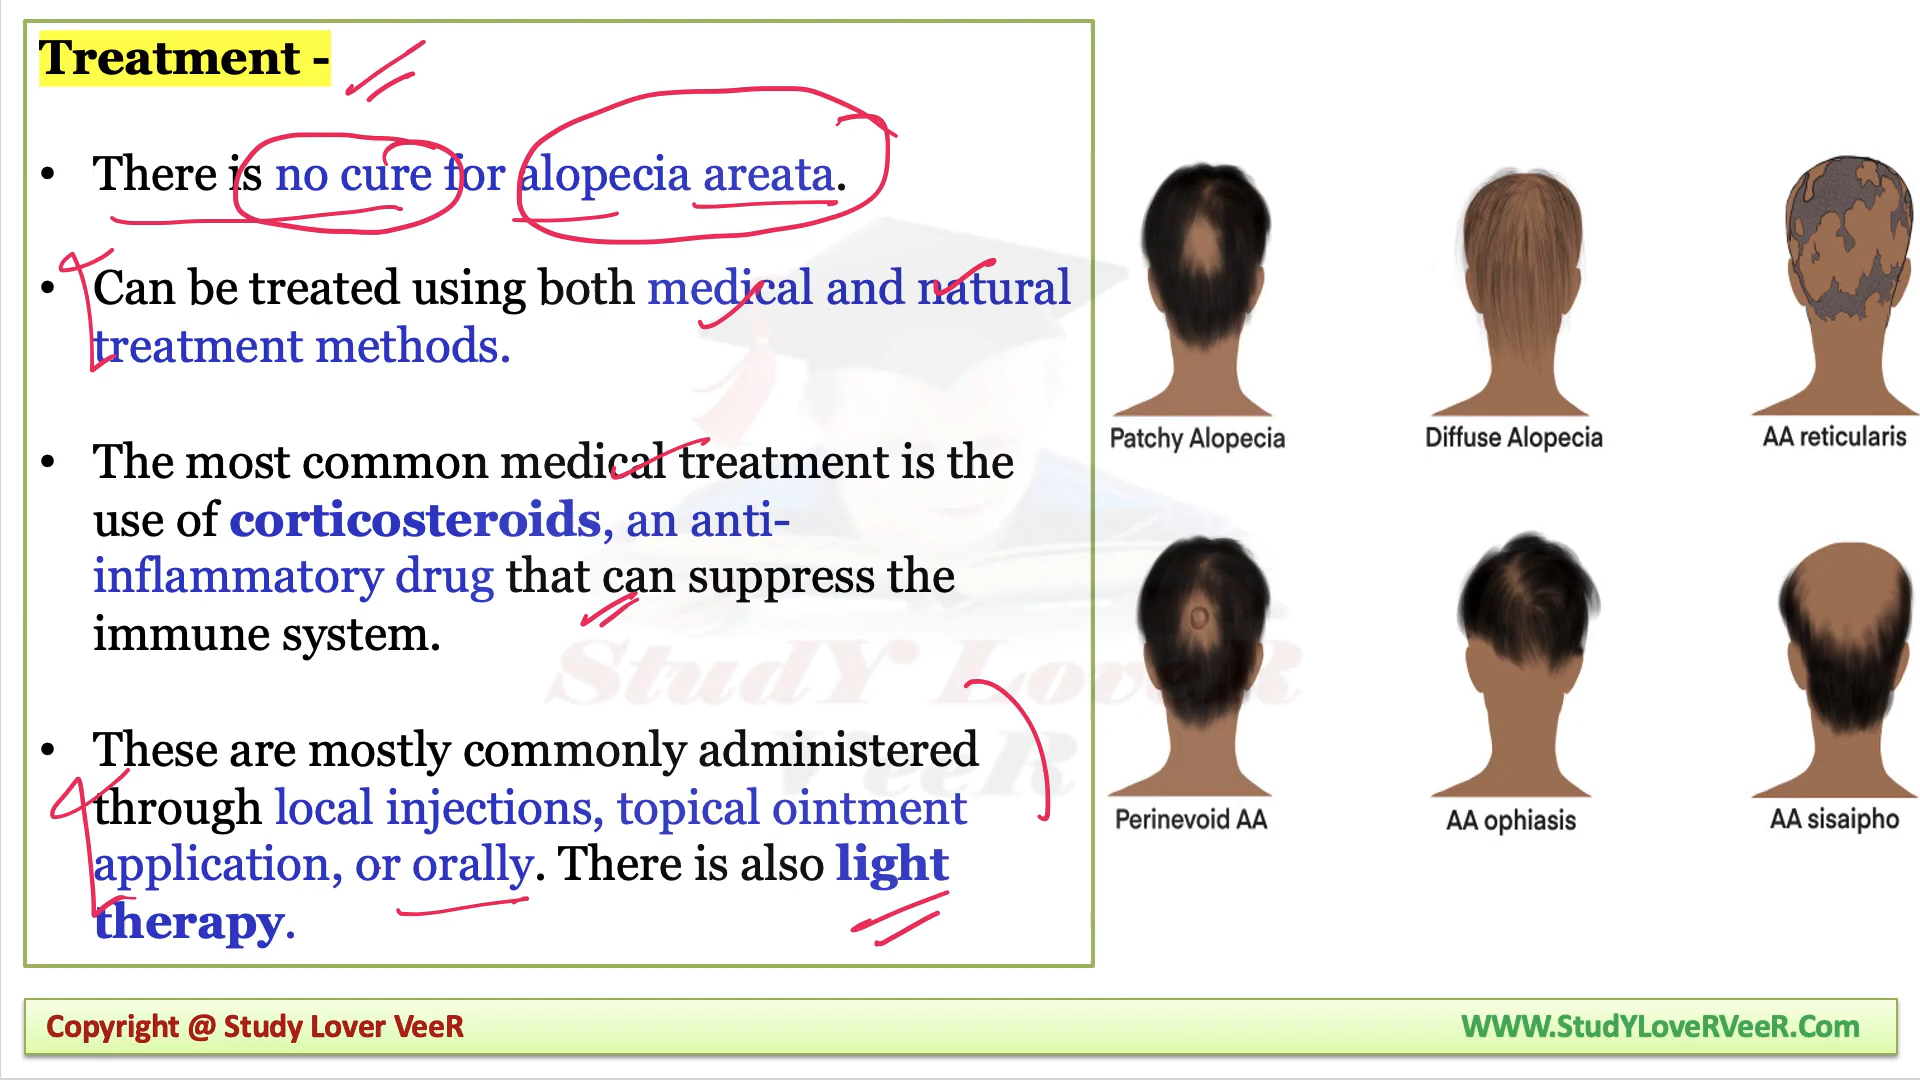 Treatment -
• There is no cure for alopecia areata.
• Can be treated using both medical and natural
treatment methods.
• The most common medical treatment is the
use of corticosteroids, an anti-
inflammatory drug that can suppress the
immune system.
• These are mostly commonly administered
through local injections, topical ointment
application, or orally. There is also light
therapy.
StudY LoveR
VeeR
Patchy Alopecia
Diffuse Alopecia
AA reticularis
Perinevoid AA
AA ophiasis
AA sisaipho
Copyright @ Study Lover VeeR
WWW.StudYLoveRVeeR.Com